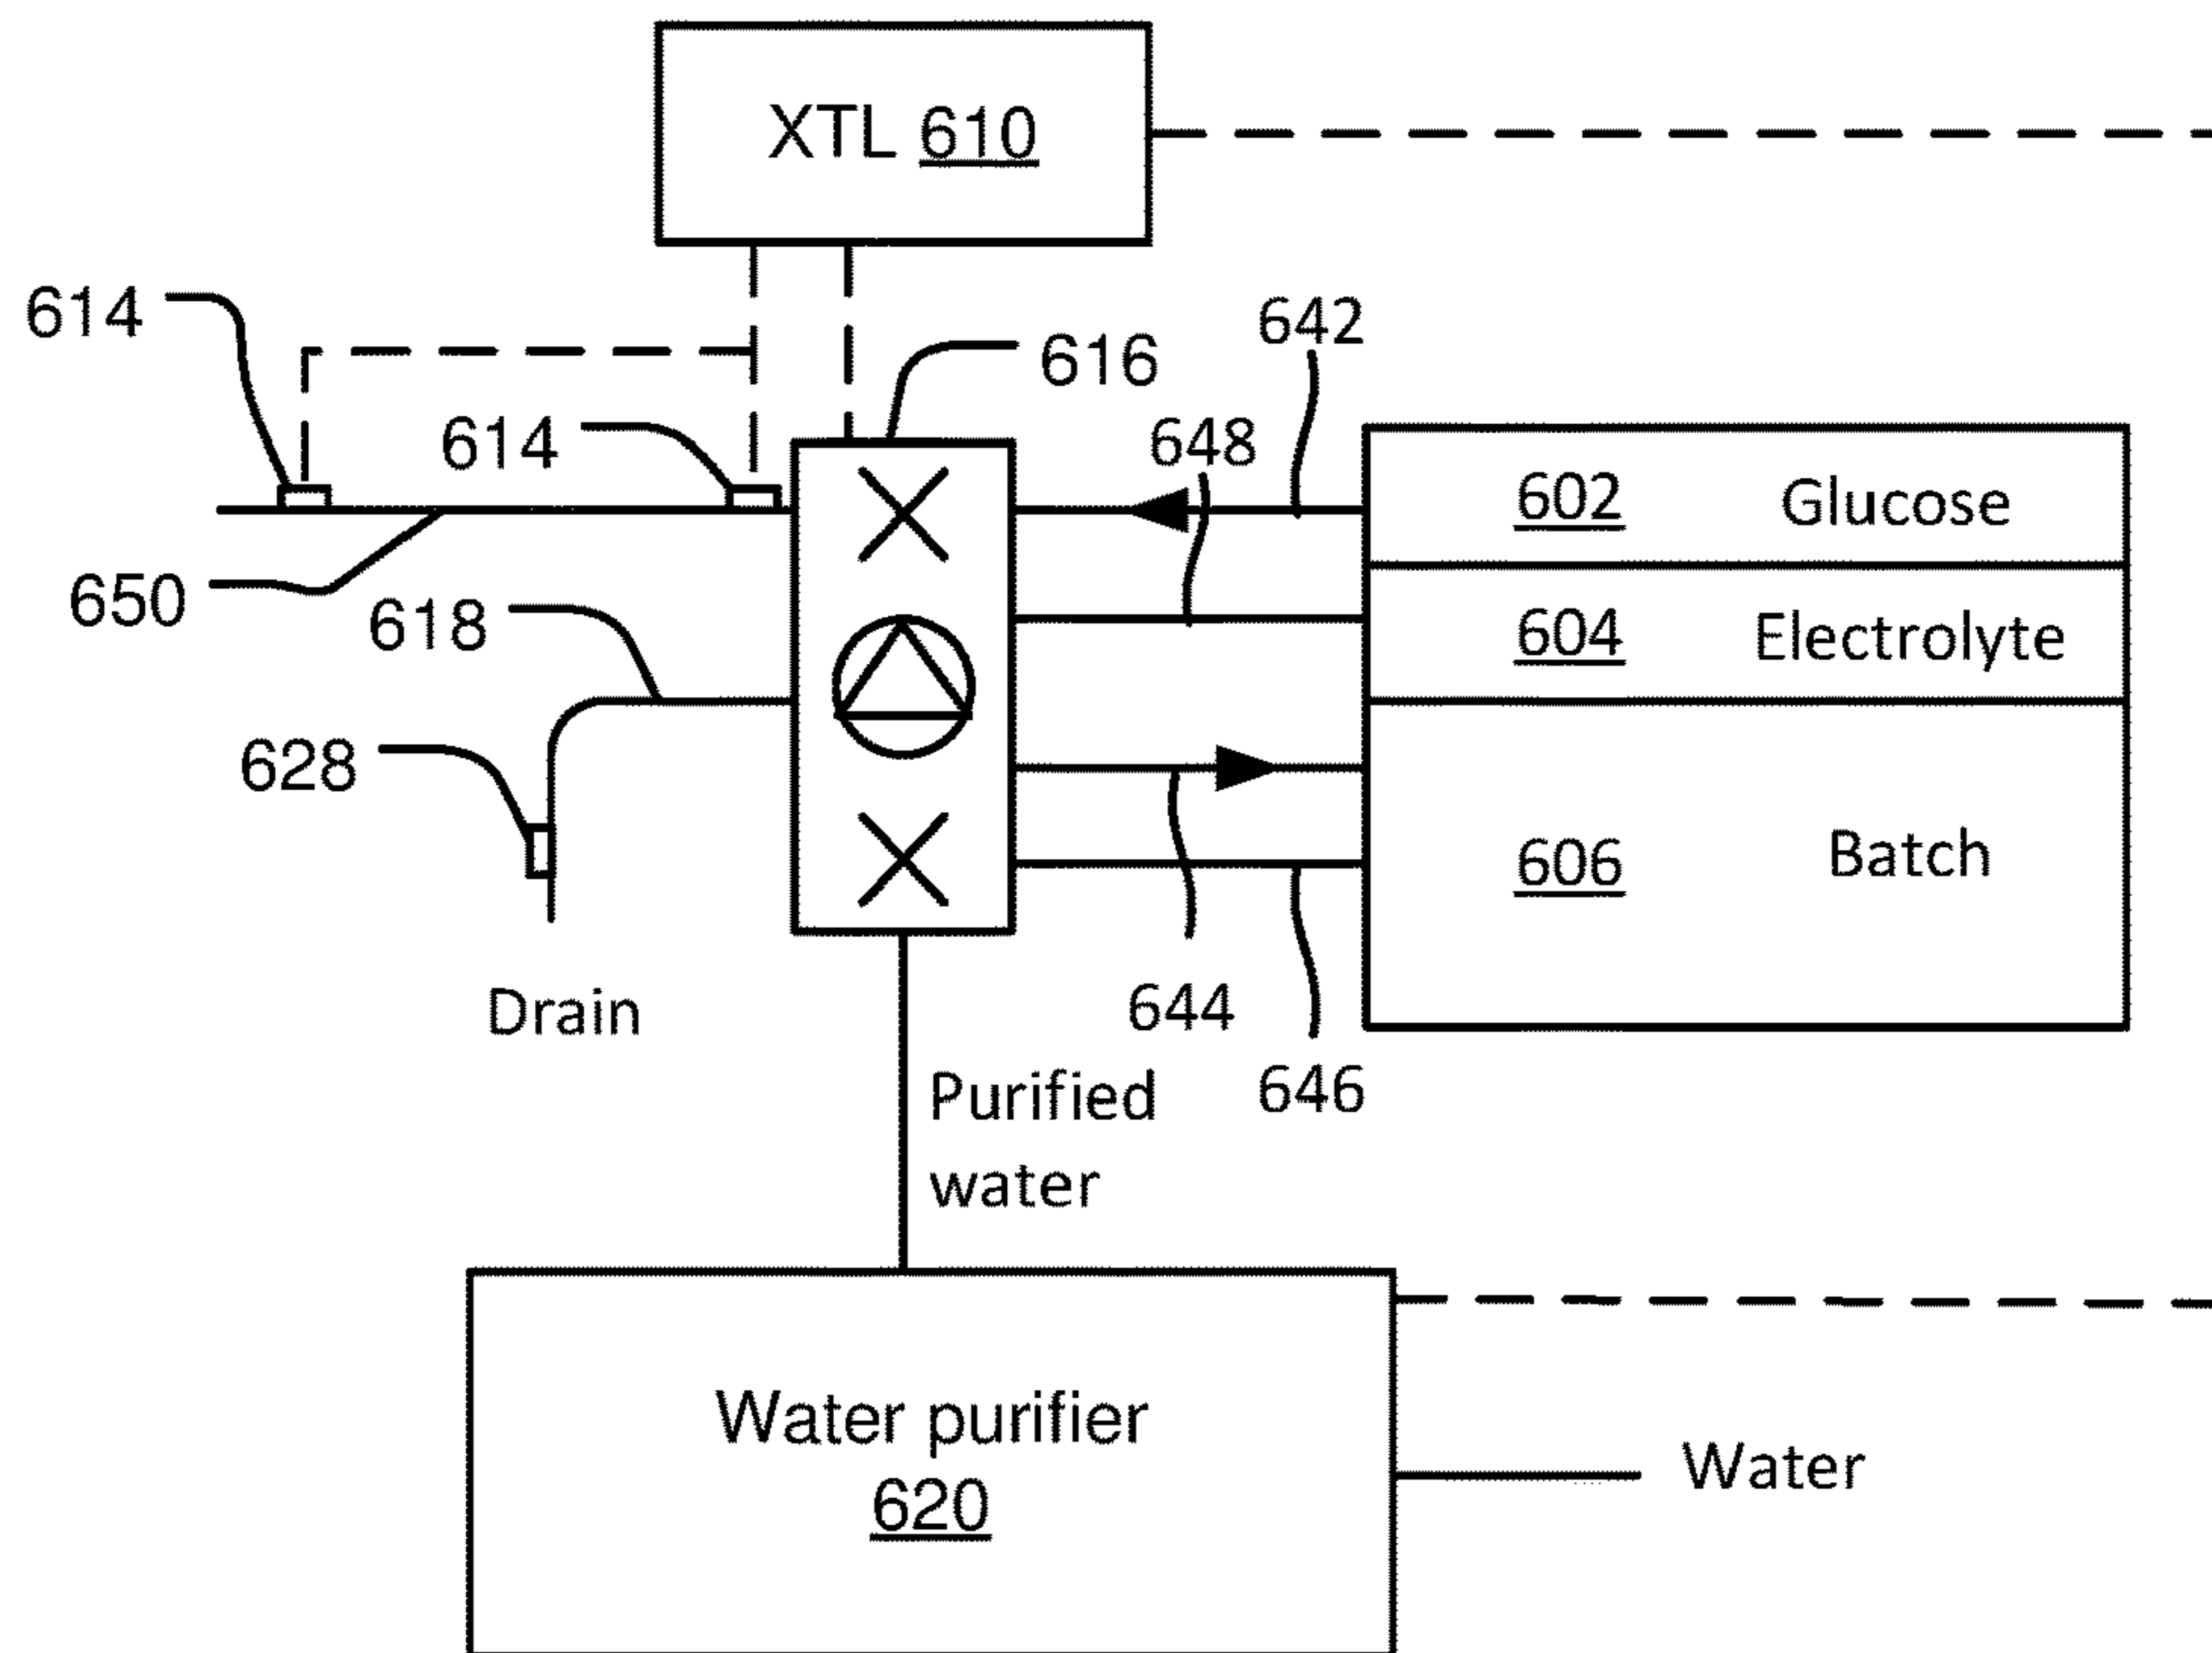 XTL 610
614
642
616
614
648
602 Glucose
650
618
604 Electrolyte
628
606 Batch
Drain
644
646
Purified
water
Water purifier
620
Water